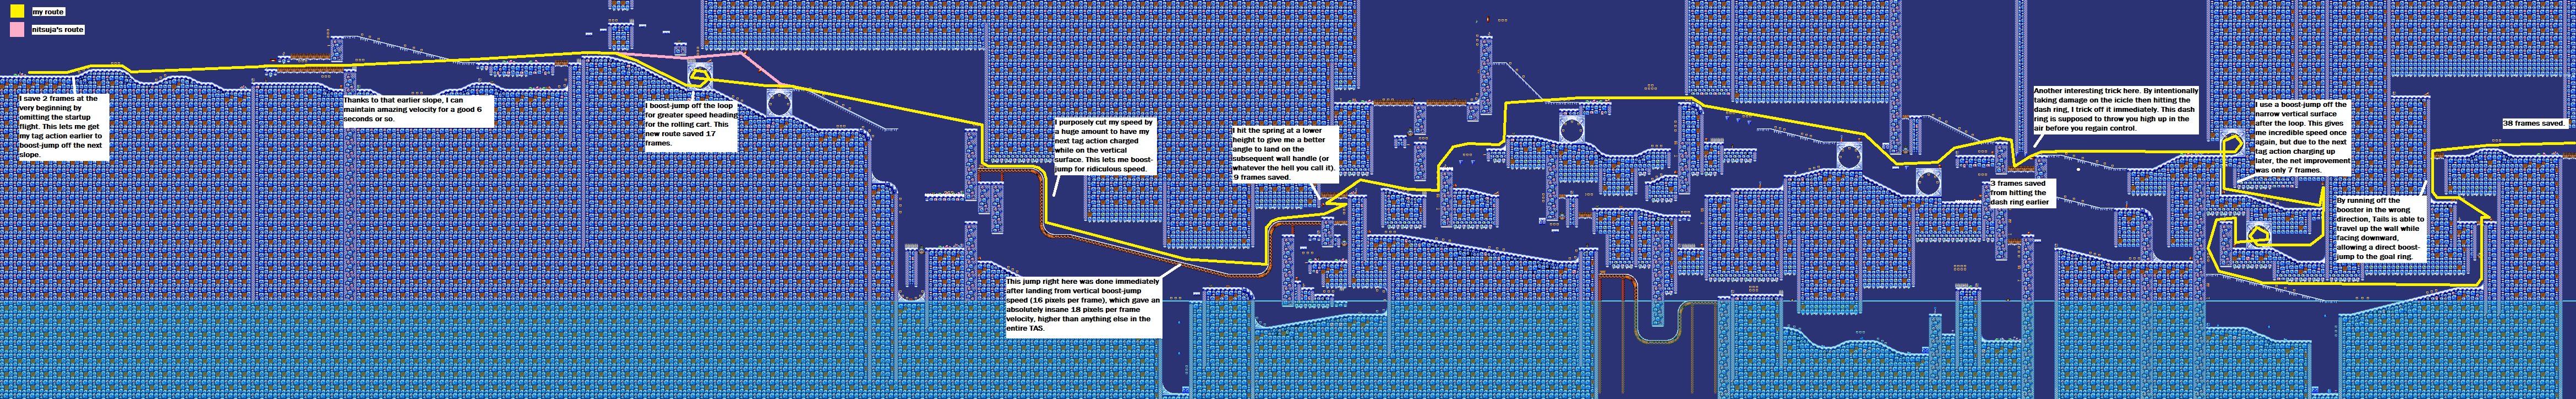 my route
nitsuja's route
I save 2 frames at the
very beginning by
omitting the startup
flight. This lets me get
my tag action earlier to
boost-jump off the next
slope.
Thanks to that earlier slope, I can
maintain amazing velocity for a good 6
seconds or so.
I boost-jump off the loop
for greater speed heading
for the rolling cart. This
new route saved 17
frames.
I purposely cut my speed by
a huge amount to have my
next tag action charged
while on the vertical
surface. This lets me boost-
jump for ridiculous speed.
This jump right here was done immediately
after landing from vertical boost-jump
speed (16 pixels per frame), which gave an
absolutely insane 18 pixels per frame
velocity, higher than anything else in the
entire TAS.
I hit the spring at a lower
height to give me a better
angle to land on the
subsequent wall handle (or
whatever the hell you call it).
9 frames saved.
3 frames saved
from hitting the
dash ring earlier
Another interesting trick here. By intentionally
taking damage on the icicle then hitting the
dash ring, I trick off it immediately. This dash
ring is supposed to throw you high up in the
air before you regain control.
I use a boost-jump off the
narrow vertical surface
after the loop. This gives
me incredible speed once
again, but due to the next
tag action charging up
later, the net improvement
was only 7 frames.
By running off the
booster in the wrong
direction, Tails is able to
travel up the wall while
facing downward,
allowing a direct boost-
jump to the goal ring.
38 frames saved.